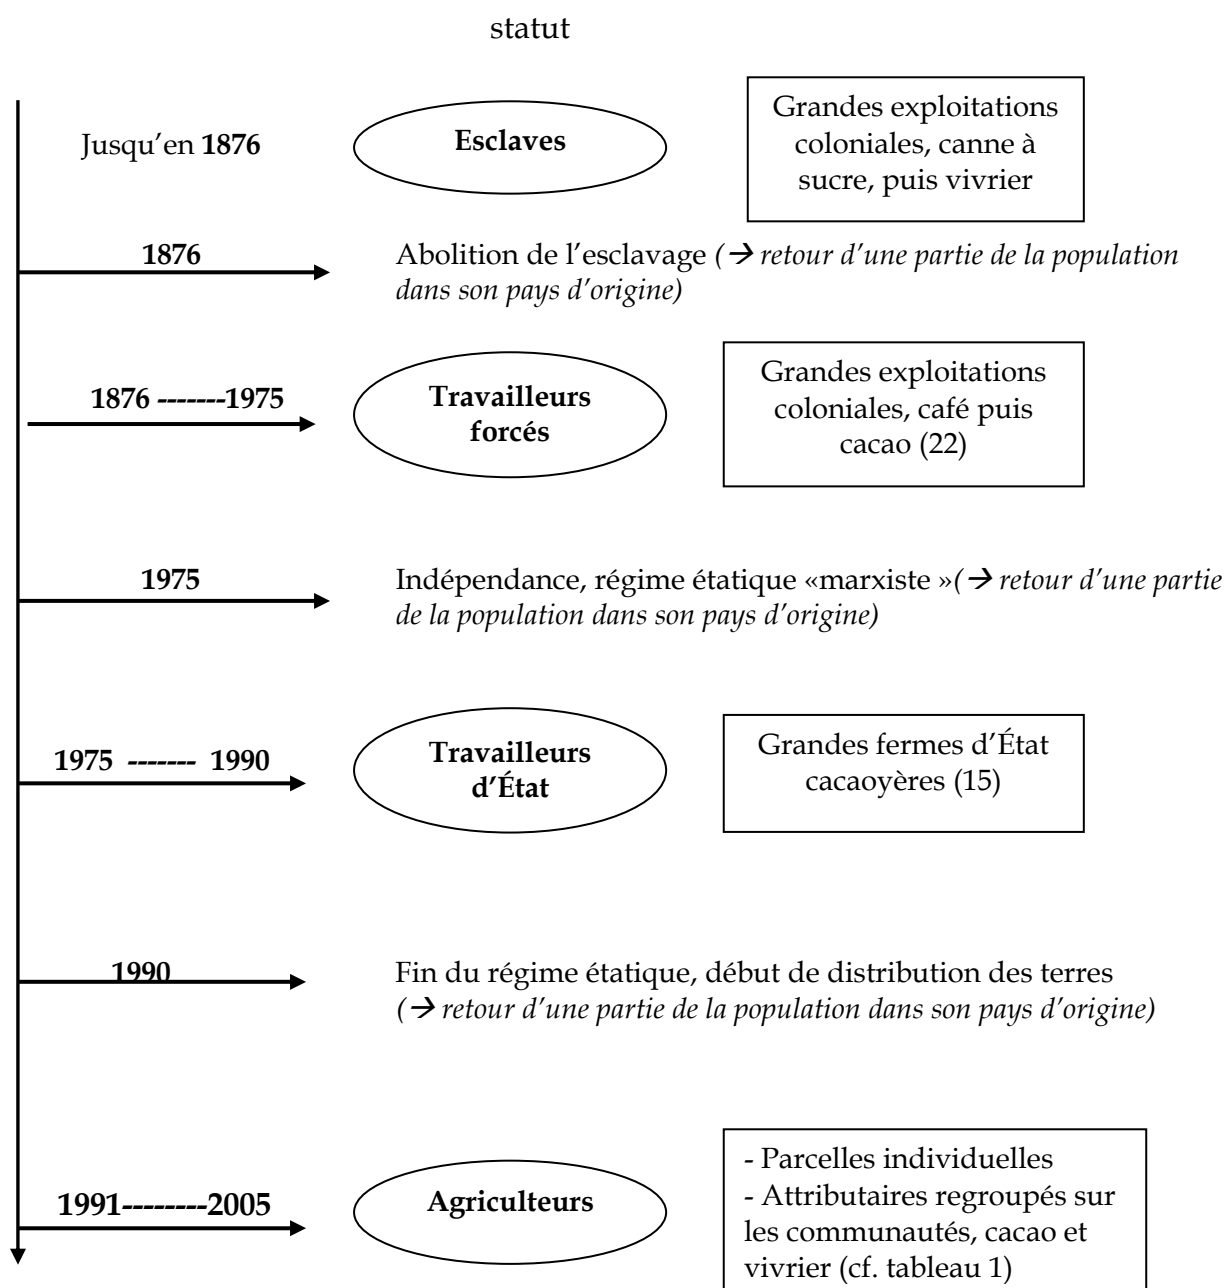 statut
Jusqu’en 1876
Esclaves
Grandes exploitations
coloniales, canne à
sucre, puis vivrier
1876
Abolition de l’esclavage (→ retour d’une partie de la population
dans son pays d’origine)
1876 -------1975
Travailleurs
forcés
Grandes exploitations
coloniales, café puis
cacao (22)
1975
Indépendance, régime étatique «marxiste »(→ retour d’une partie
de la population dans son pays d’origine)
1975 ------- 1990
Travailleurs
d’État
Grandes fermes d’État
cacaoyères (15)
1990
Fin du régime étatique, début de distribution des terres
(→ retour d’une partie de la population dans son pays d’origine)
1991--------2005
Agriculteurs
- Parcelles individuelles
- Attributaires regroupés sur
les communautés, cacao et
vivrier (cf. tableau 1)